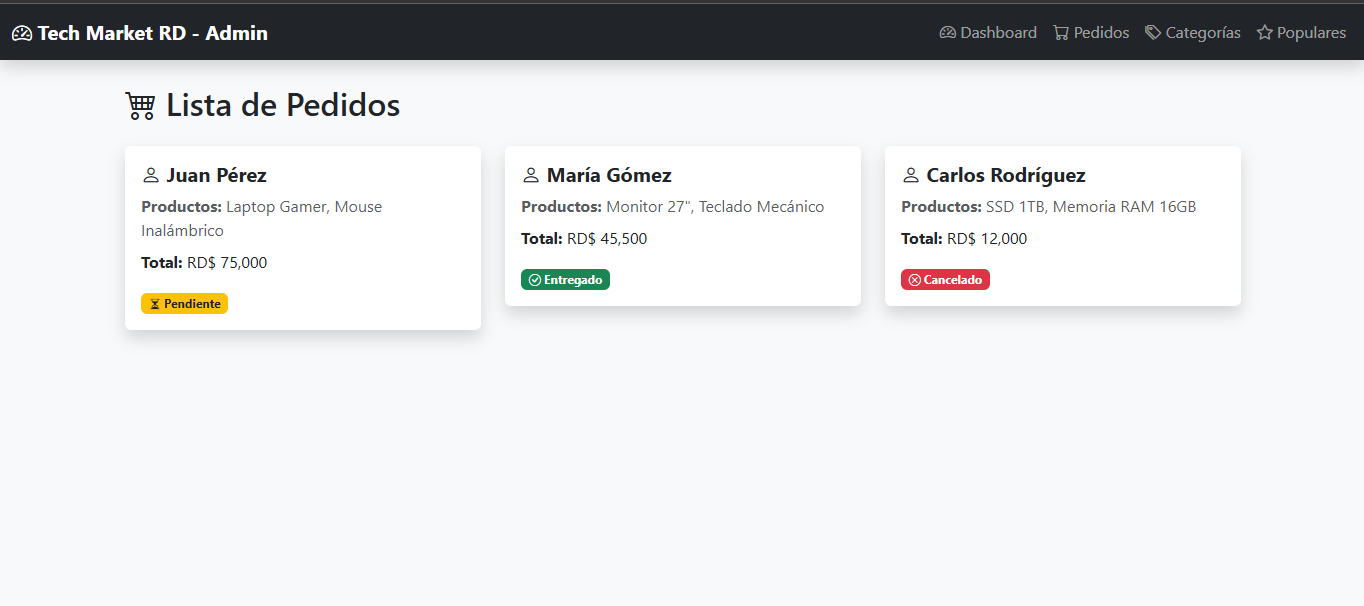 Tech Market RD - Admin
Dashboard
Pedidos
Categorías
Populares
Lista de Pedidos
Juan Pérez
Productos: Laptop Gamer, Mouse
Inalámbrico
Total: RD$ 75,000
Pendiente
María Gómez
Productos: Monitor 27", Teclado Mecánico
Total: RD$ 45,500
Entregado
Carlos Rodríguez
Productos: SSD 1TB, Memoria RAM 16GB
Total: RD$ 12,000
Cancelado